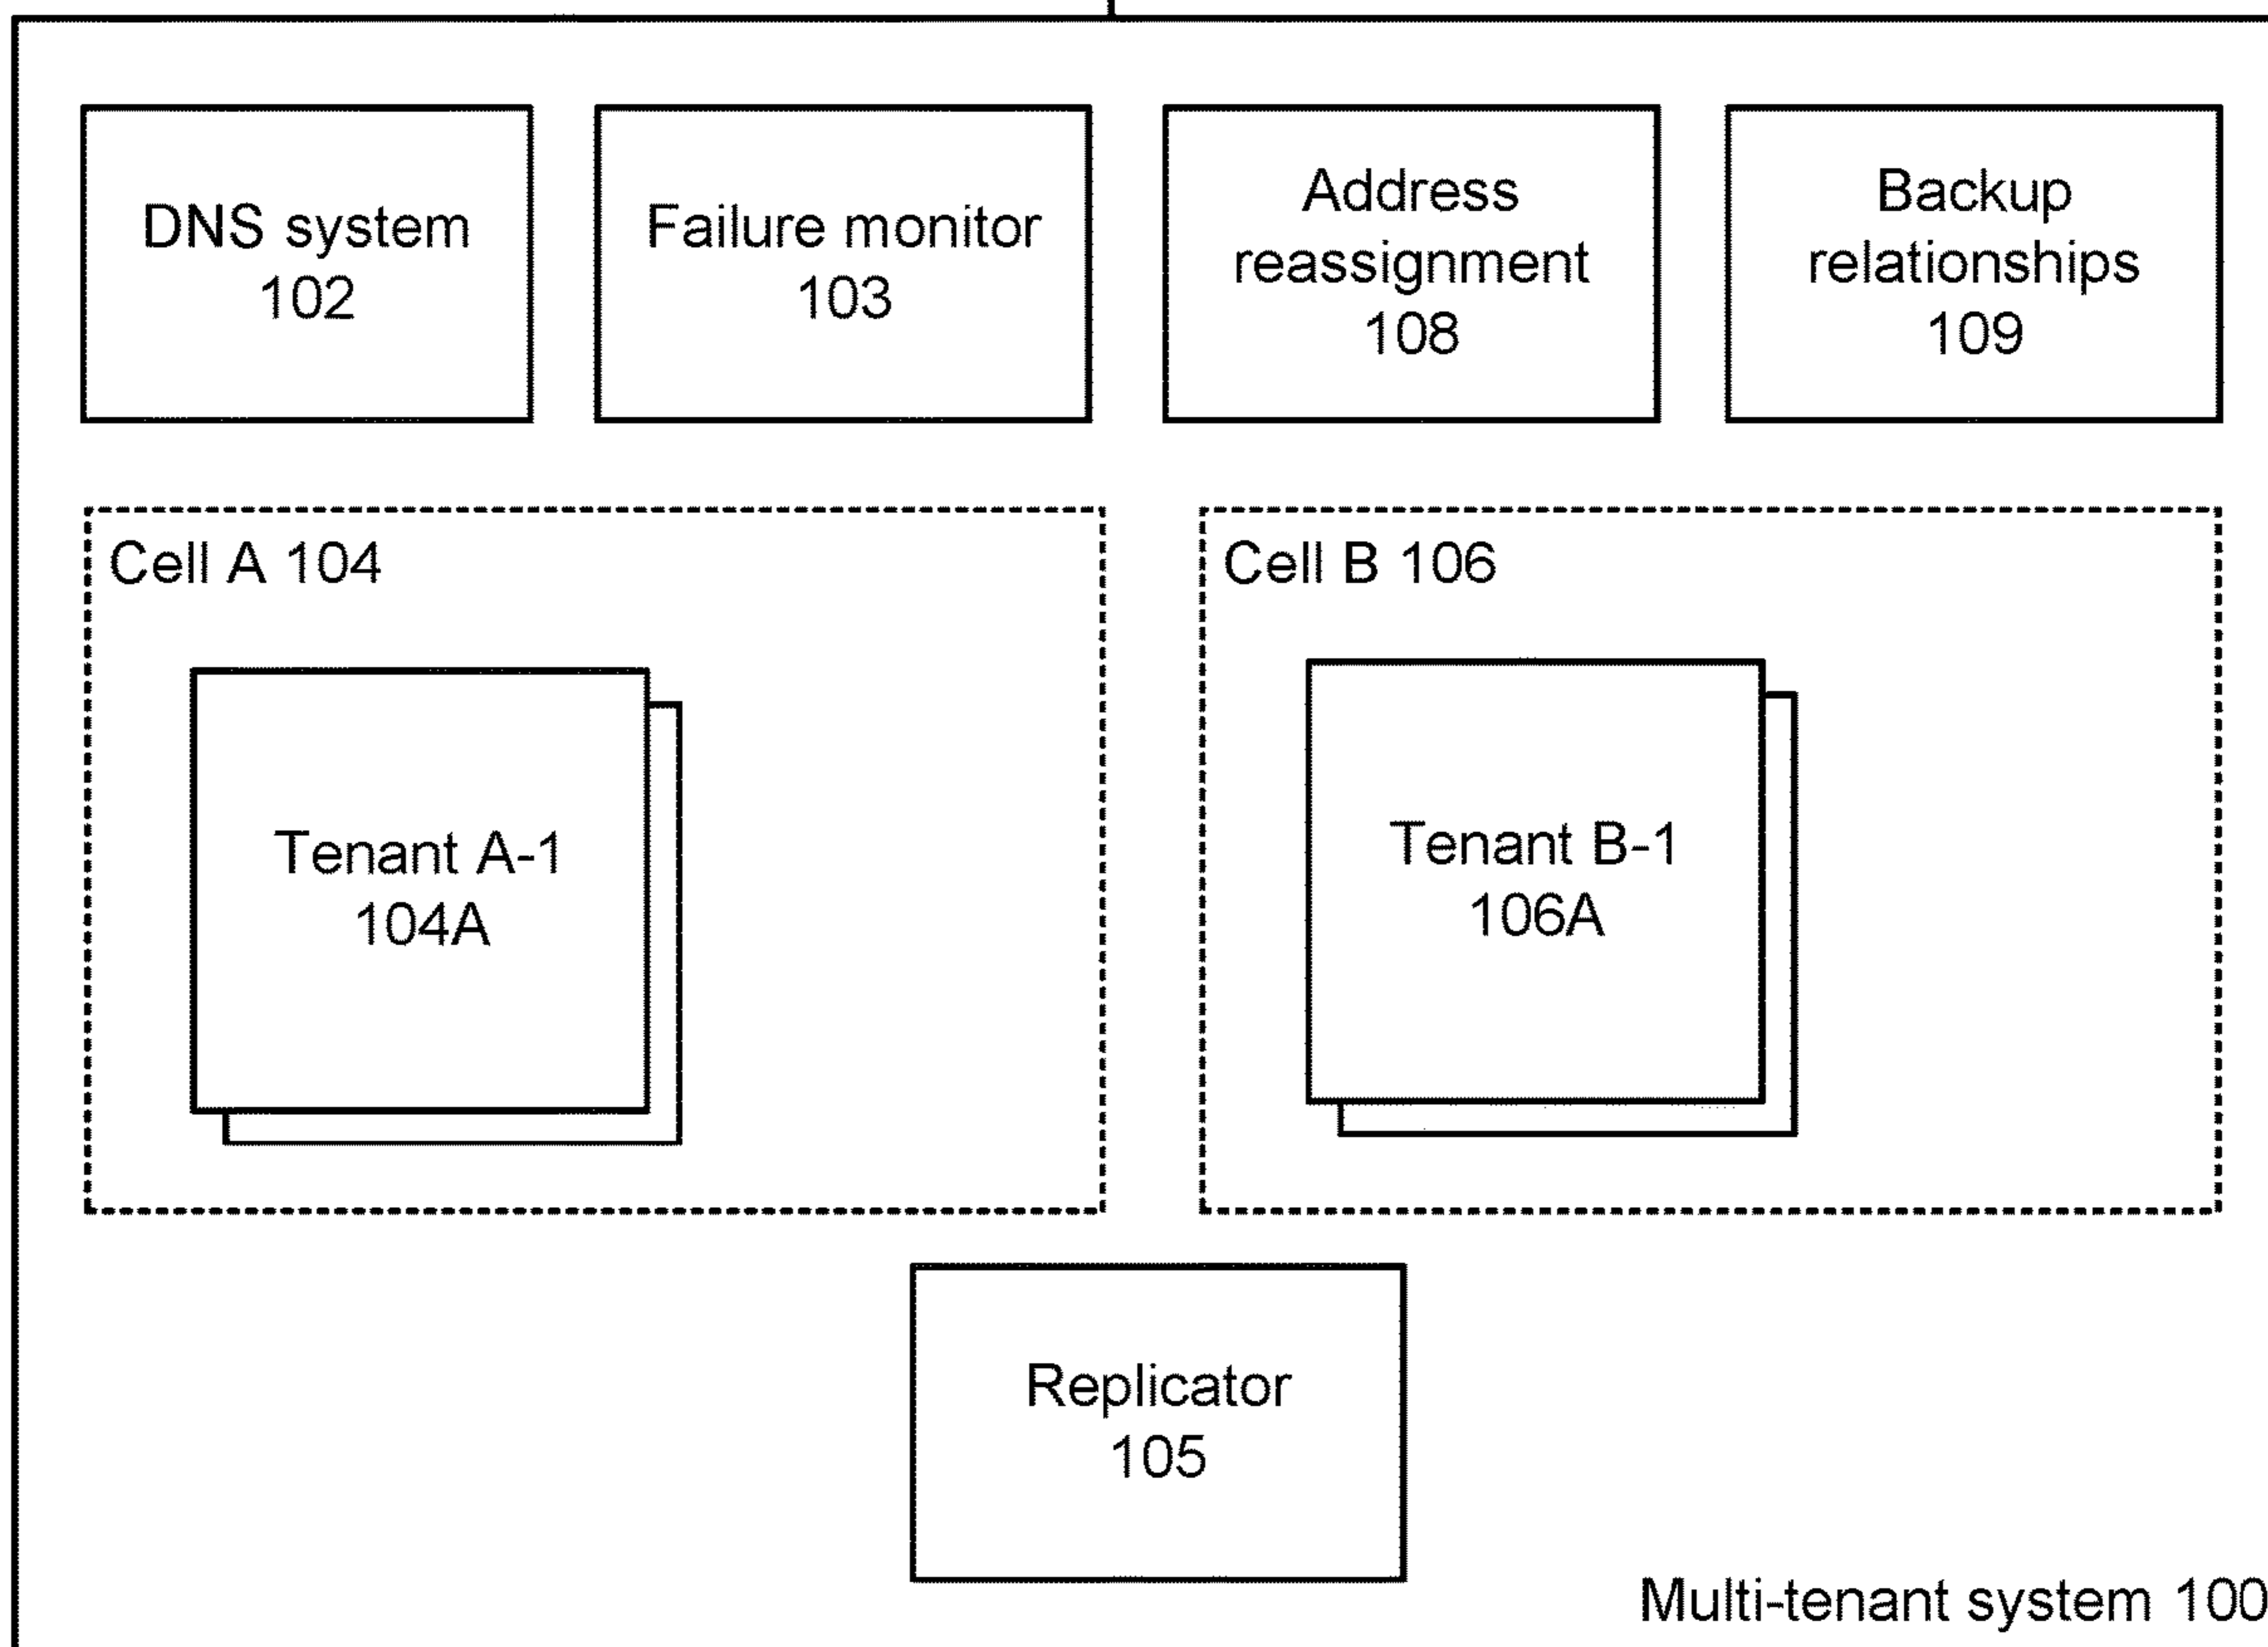 DNS system
102
Failure monitor
103
Address
reassignment
108
Backup
relationships
109
Cell A 104
Tenant A-1
104A
Cell B 106
Tenant B-1
106A
Replicator
105
Multi-tenant system 100